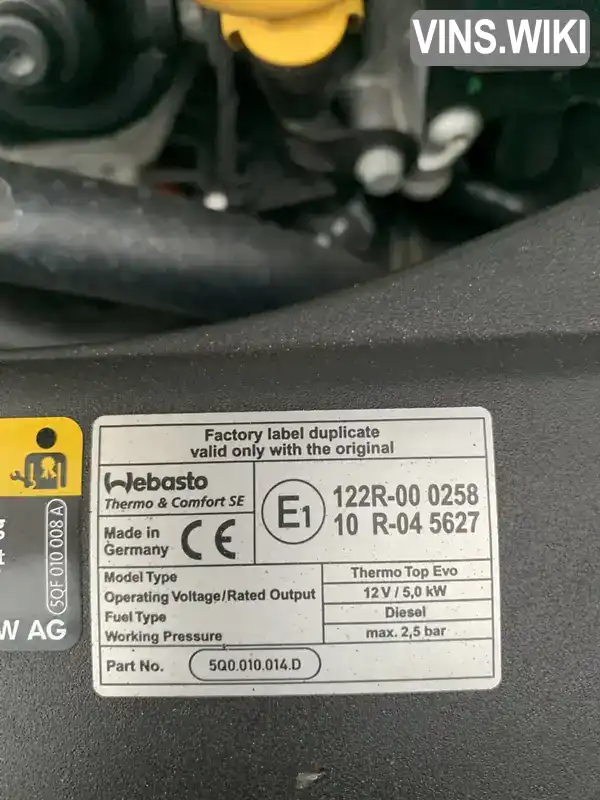 VINS.WIKI
Factory label duplicate
valid only with the original
Webasto
Thermo & Comfort SE
Made in
Germany
CE
E1
122R-00 0258
10 R-04 5627
Model Type
Thermo Top Evo
Operating Voltage/Rated Output
12V / 5,0 kW
Fuel Type
Diesel
Working Pressure
max. 2,5 bar
Part No.
5Q0.010.014.D
5QF 010 008 A
W AG